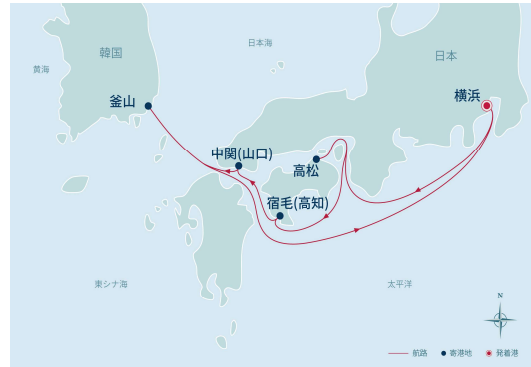 韓国
日本海
日本
黄海
釜山
横浜
中関(山口)
高松
宿毛(高知)
東シナ海
太平洋
N
航路
寄港地
発着港